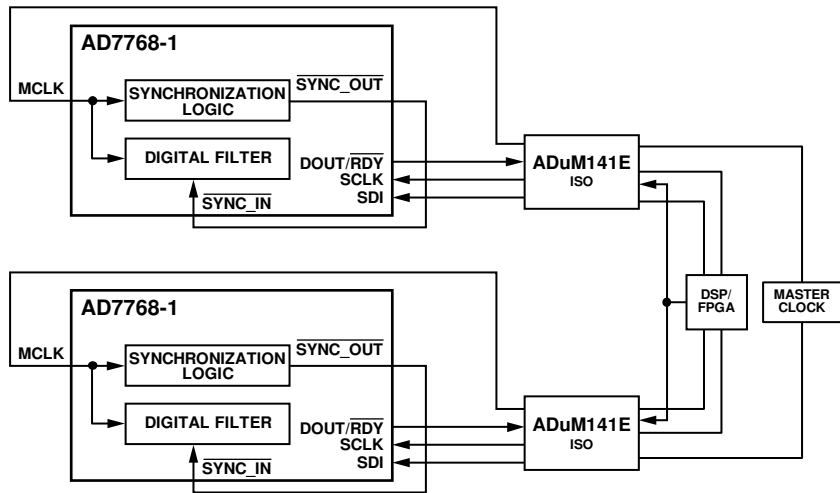 AD7768-1
MCLK
SYNCHRONIZATION
LOGIC
SYNC_OUT
DIGITAL FILTER
DOUT/RDY
SCLK
SDI
SYNC_IN
ADuM141E
ISO
DSP/
FPGA
MASTER
CLOCK
AD7768-1
MCLK
SYNCHRONIZATION
LOGIC
SYNC_OUT
DIGITAL FILTER
DOUT/RDY
SCLK
SDI
SYNC_IN
ADuM141E
ISO